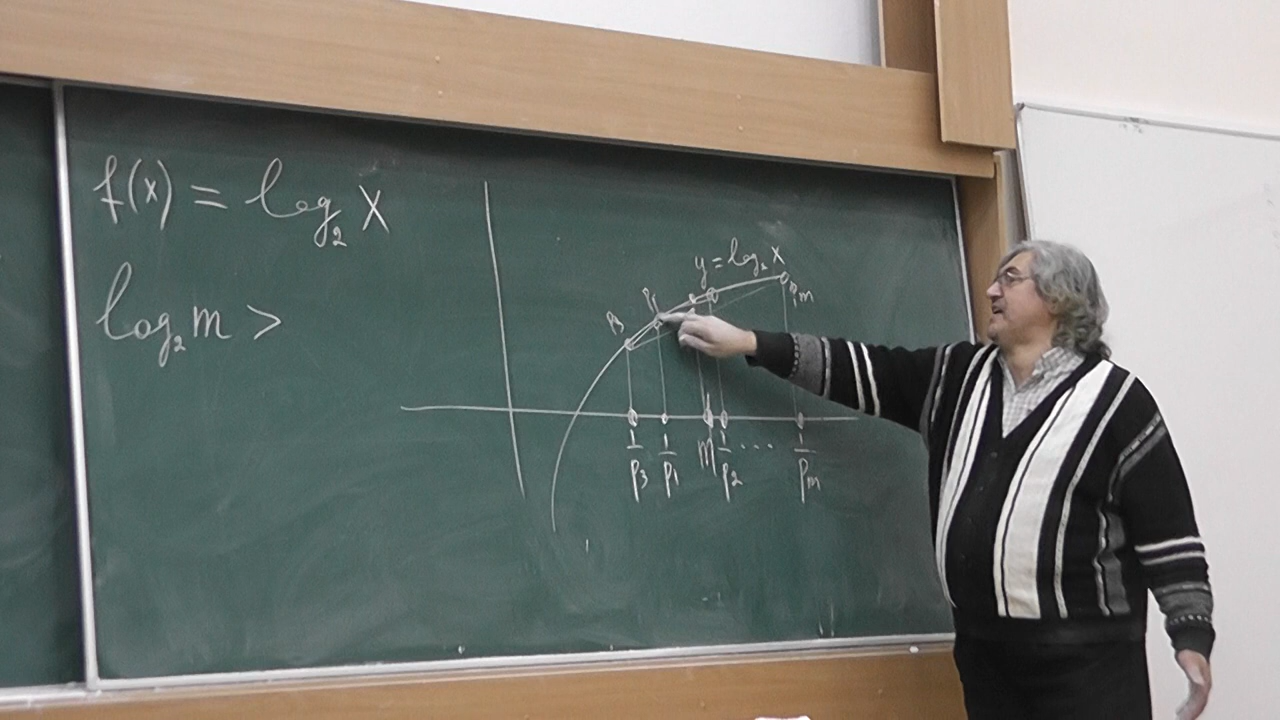 f(x) = log₂ x
log₂ m >
y = log₂ x
p₃ p₁ pₘ
1/p₃ 1/p₁ m 1/p₂ ... 1/pₘ